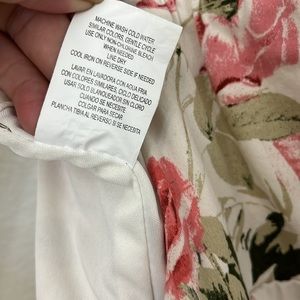 MACHINE WASH COLD WATER
SIMILAR COLORS, GENTLE CYCLE
USE ONLY NON-CHLORINE BLEACH
WHEN NEEDED
LINE DRY
COOL IRON ON REVERSE SIDE IF NEEDED
LAVAR EN LAVADORA CON AGUA FRIA
CON COLORES SIMILARES, CICLO DELICADO
USAR SOLO BLANQUEADOR SIN CLORO
CUANDO SE NECESITE
COLGAR PARA SECAR
PLANCHA TIBIA AL REVERSO SI SE NECESITA